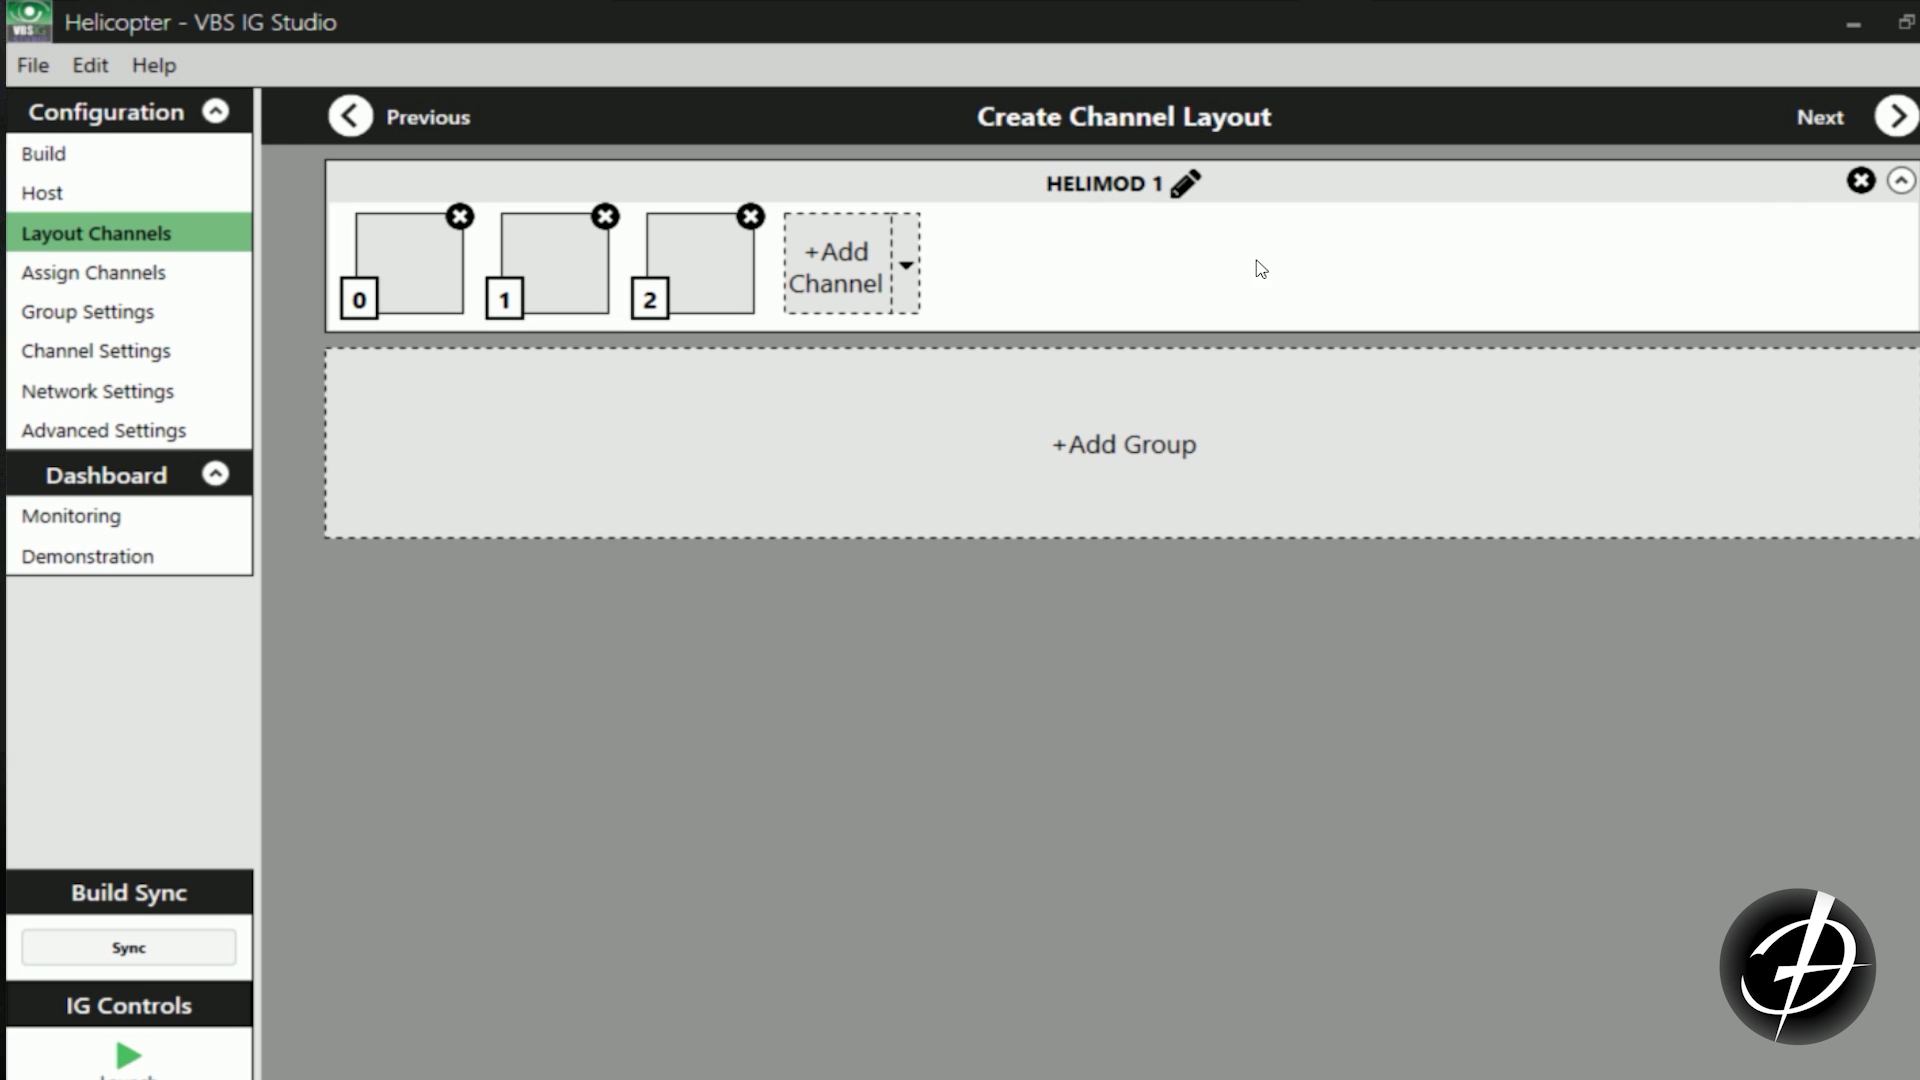 Helicopter - VBS IG Studio
File Edit Help
Configuration
Build
Host
Layout Channels
Assign Channels
Group Settings
Channel Settings
Network Settings
Advanced Settings
Dashboard
Monitoring
Demonstration
Build Sync
Sync
IG Controls
Previous
Create Channel Layout
Next
HELIMOD 1
0
1
2
+Add
Channel
+Add Group